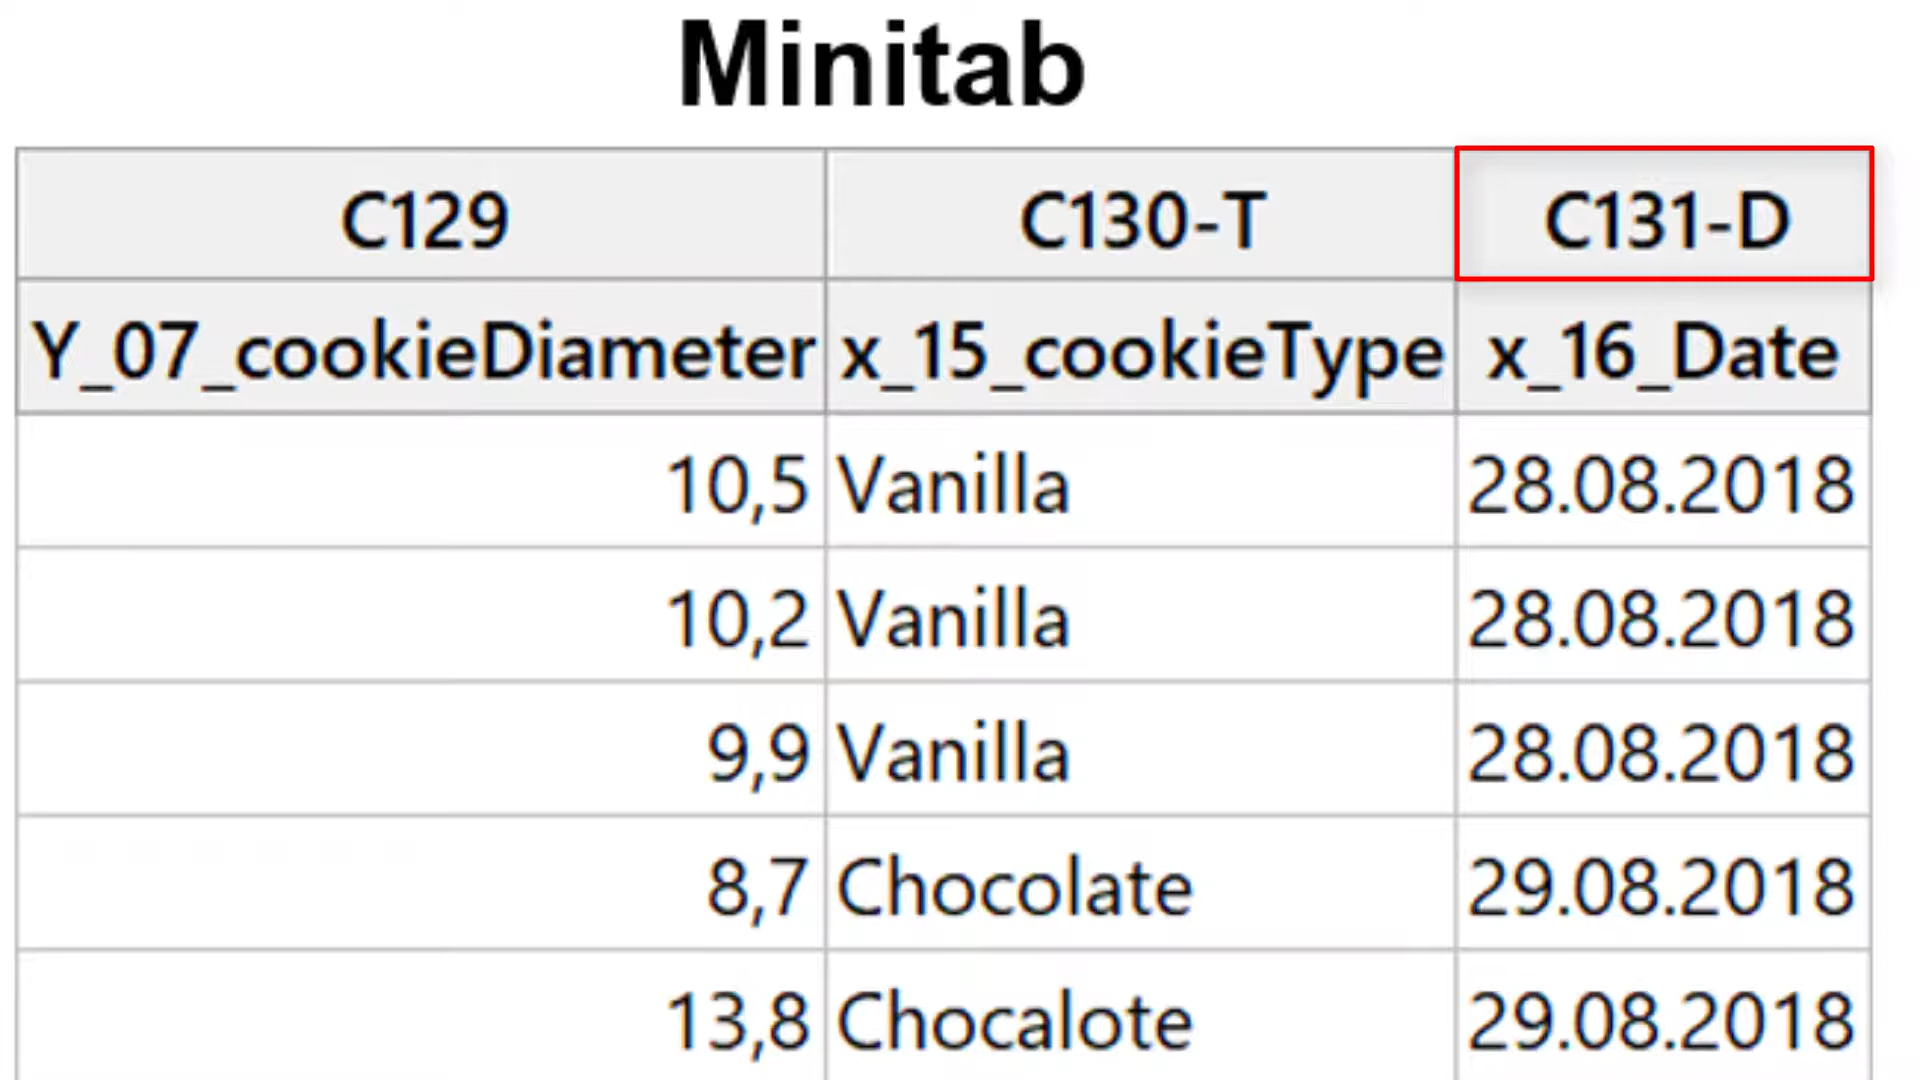 Minitab
C129 C130-T C131-D
Y_07_cookieDiameter x_15_cookieType x_16_Date
10,5 Vanilla 28.08.2018
10,2 Vanilla 28.08.2018
9,9 Vanilla 28.08.2018
8,7 Chocolate 29.08.2018
13,8 Chocalote 29.08.2018